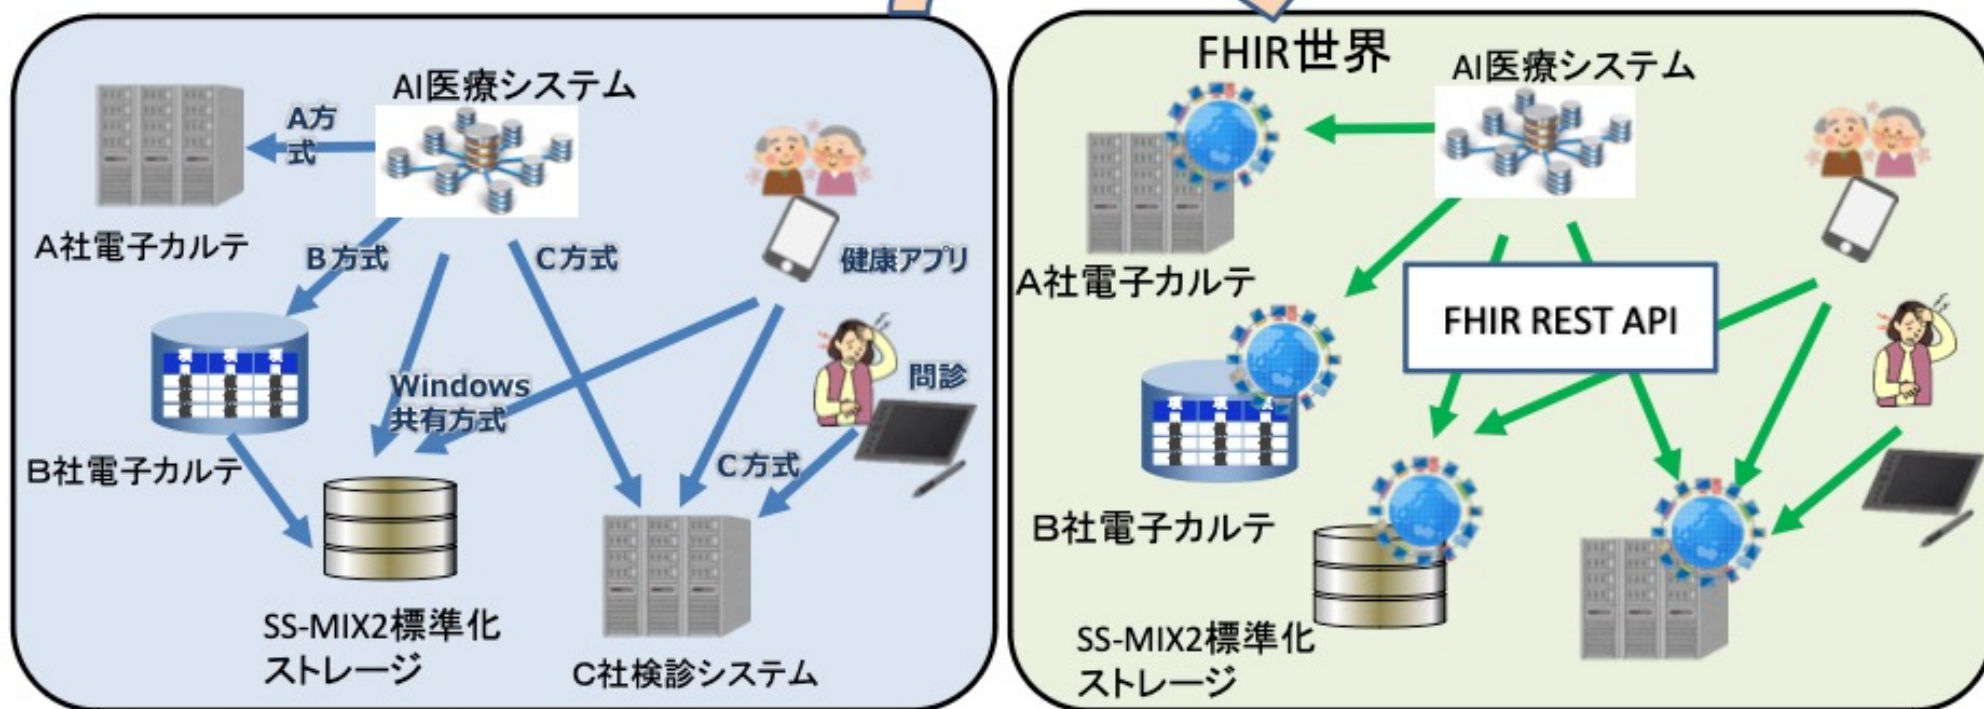 AI医療システム
A方
式
A社電子カルテ
B方式
C方式
健康アプリ
Windows
共有方式
問診
B社電子カルテ
C方式
SS-MIX2標準化
ストレージ
C社検診システム
FHIR世界
AI医療システム
A社電子カルテ
FHIR REST API
B社電子カルテ
SS-MIX2標準化
ストレージ